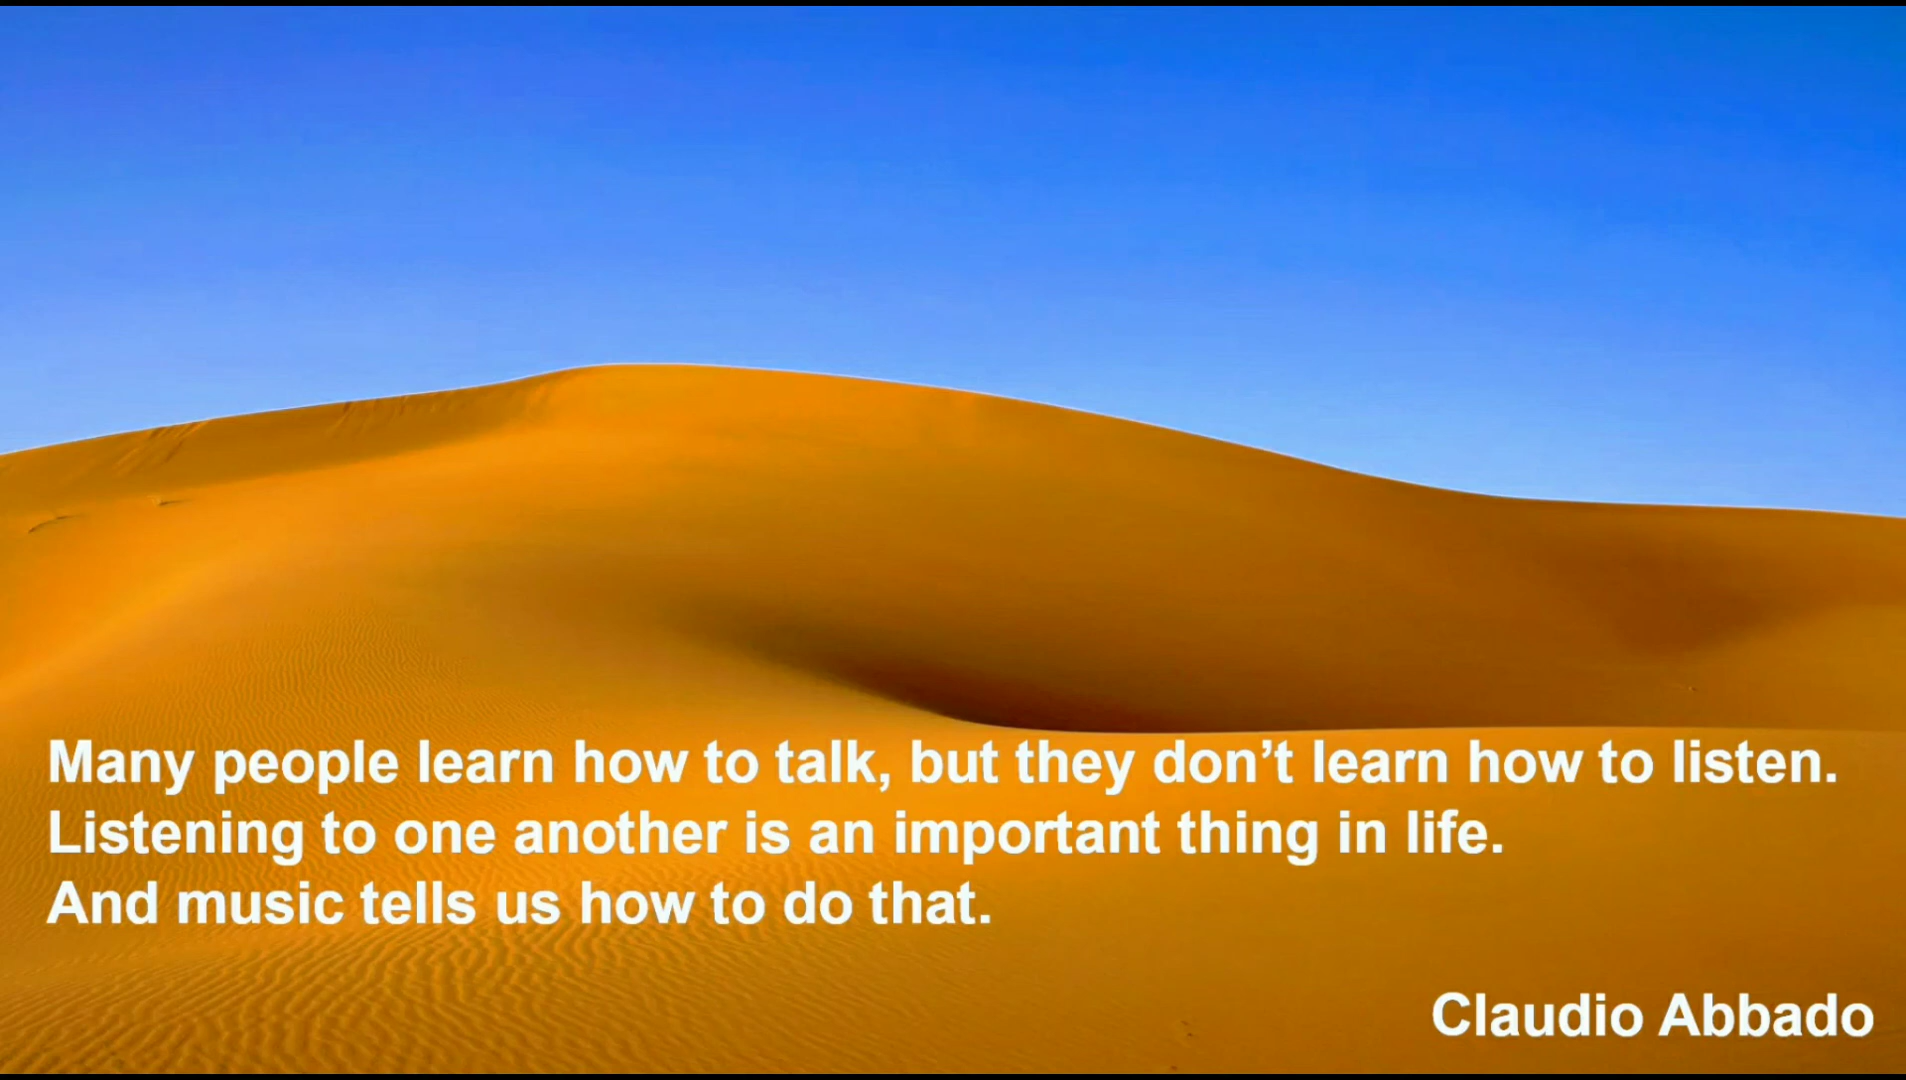 Many people learn how to talk, but they don’t learn how to listen.
Listening to one another is an important thing in life.
And music tells us how to do that.
Claudio Abbado